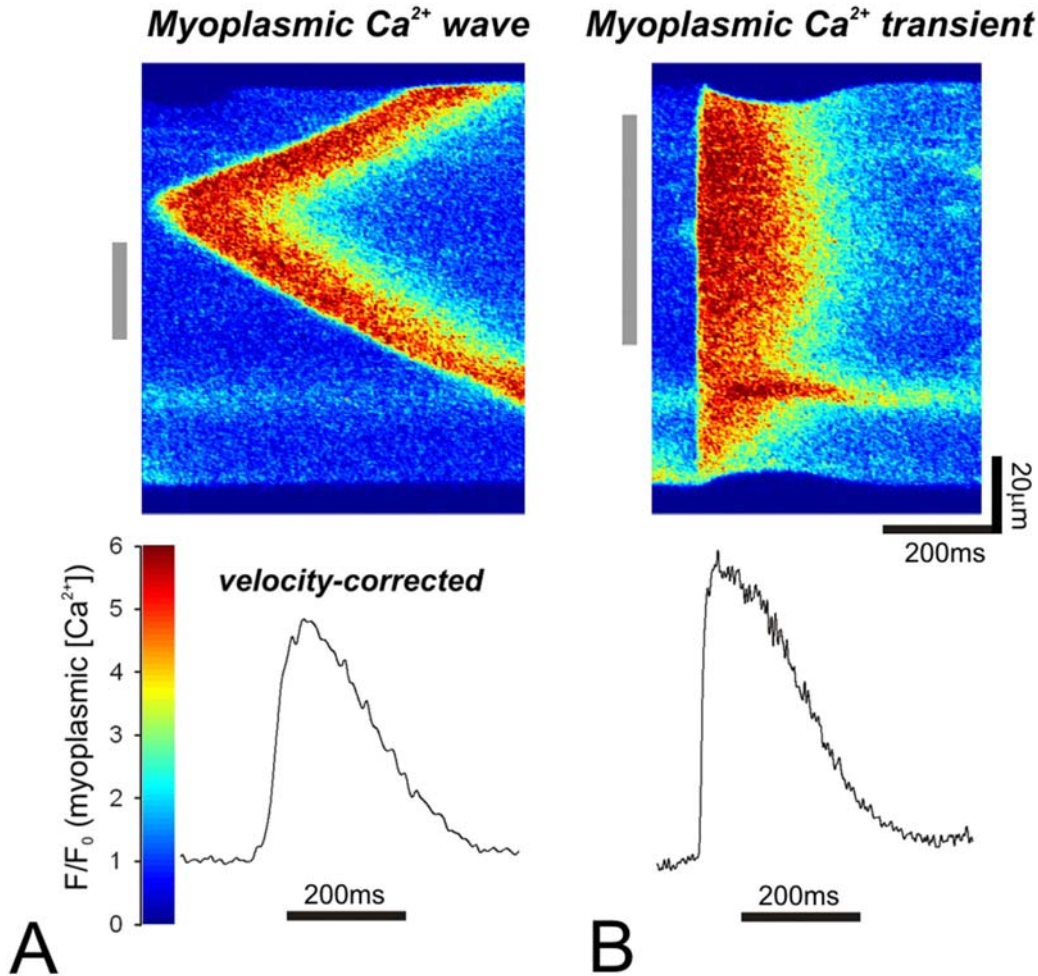 Myoplasmic Ca²⁺ wave
Myoplasmic Ca²⁺ transient
20μm
200ms
velocity-corrected
F/F₀ (myoplasmic [Ca²⁺])
6
5
4
3
2
1
0
200ms
200ms
A
B